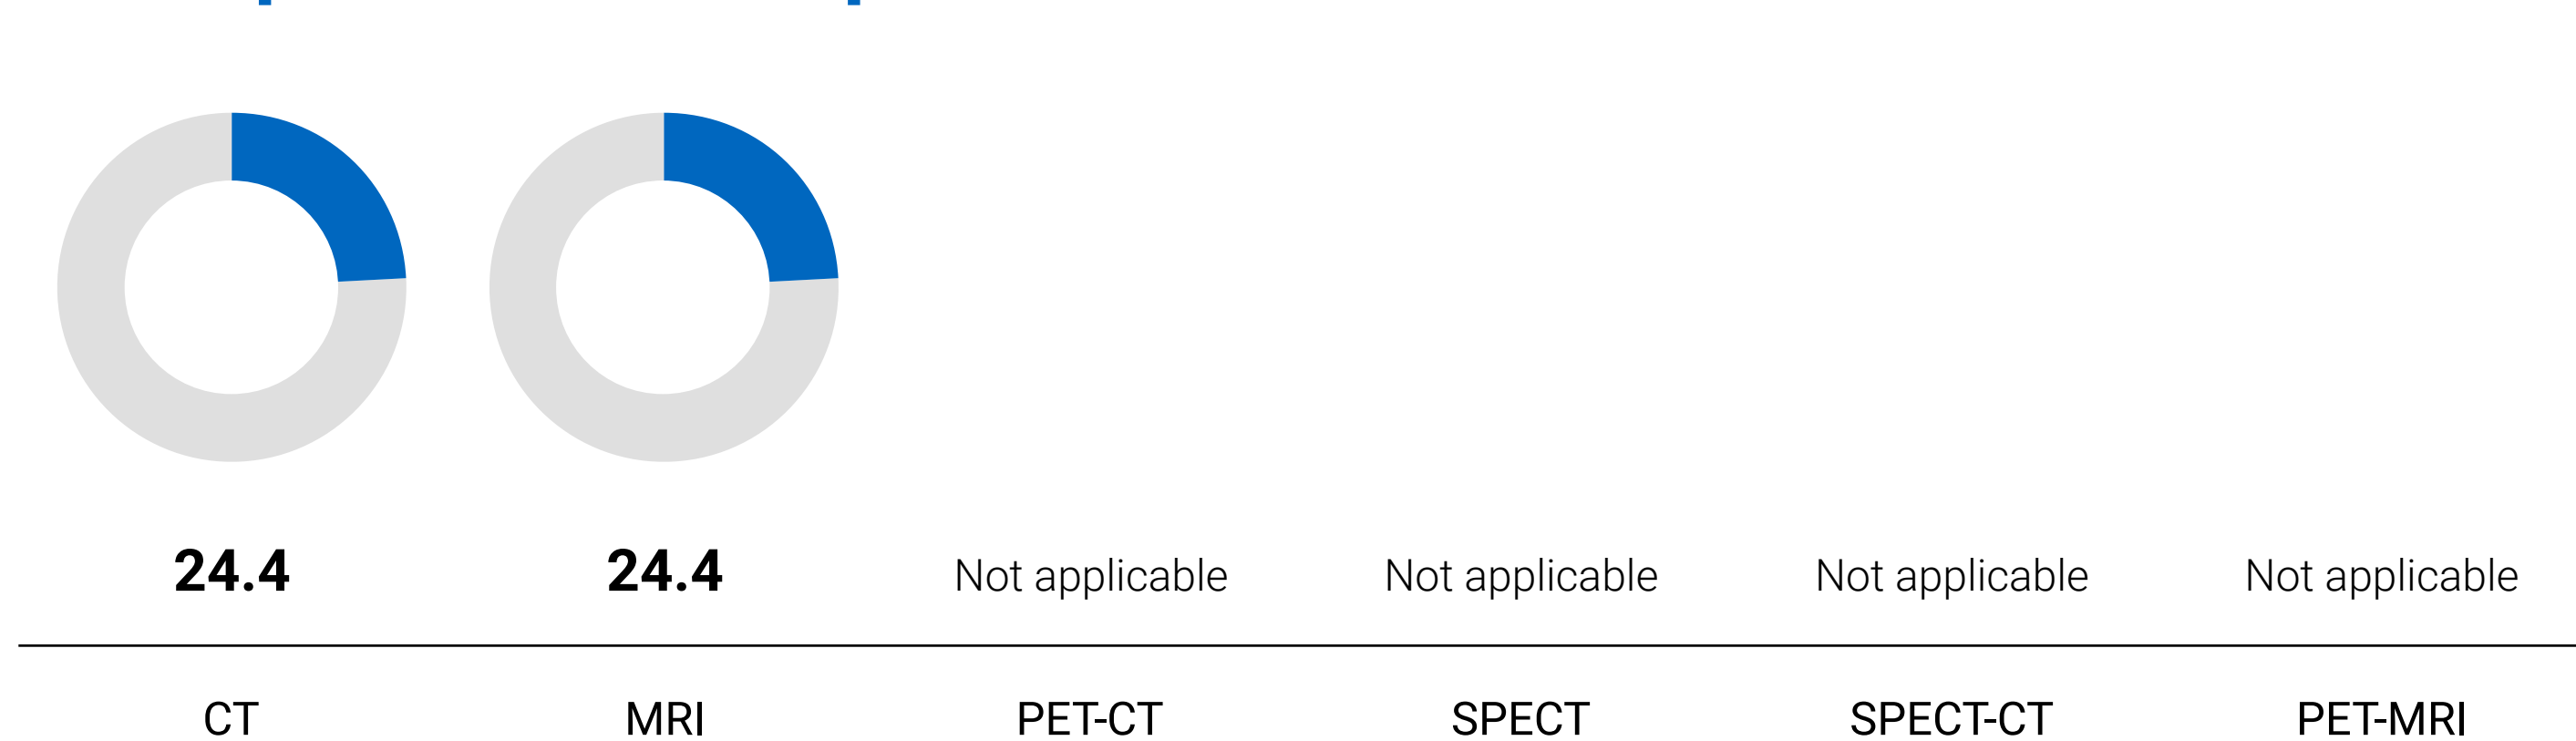 24.4 24.4 Not applicable Not applicable Not applicable Not applicable
CT MRI PET-CT SPECT SPECT-CT PET-MRI